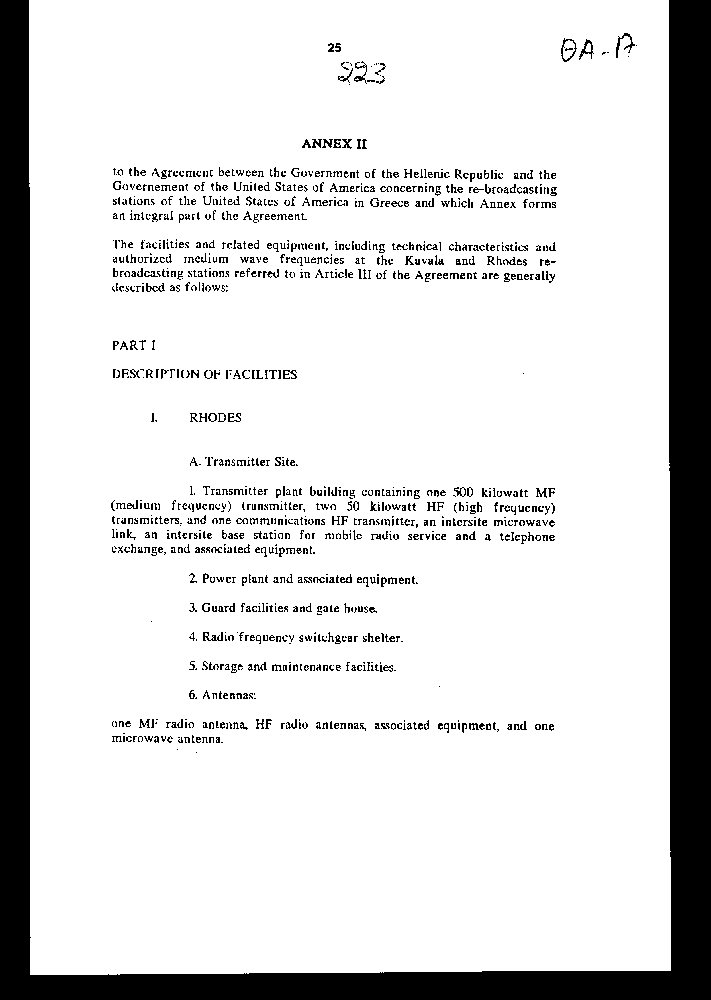 25
223
ANNEX II
to the Agreement between the Government of the Hellenic Republic and the
Governement of the United States of America concerning the re-broadcasting
stations of the United States of America in Greece and which Annex forms
an integral part of the Agreement.
The facilities and related equipment, including technical characteristics and
authorized medium wave frequencies at the Kavala and Rhodes re-
broadcasting stations referred to in Article III of the Agreement are generally
described as follows:
PART I
DESCRIPTION OF FACILITIES
I. RHODES
A. Transmitter Site.
1. Transmitter plant building containing one 500 kilowatt MF
(medium frequency) transmitter, two 50 kilowatt HF (high frequency)
transmitters, and one communications HF transmitter, an intersite microwave
link, an intersite base station for mobile radio service and a telephone
exchange, and associated equipment.
2. Power plant and associated equipment.
3. Guard facilities and gate house.
4. Radio frequency switchgear shelter.
5. Storage and maintenance facilities.
6. Antennas:
one MF radio antenna, HF radio antennas, associated equipment, and one
microwave antenna.